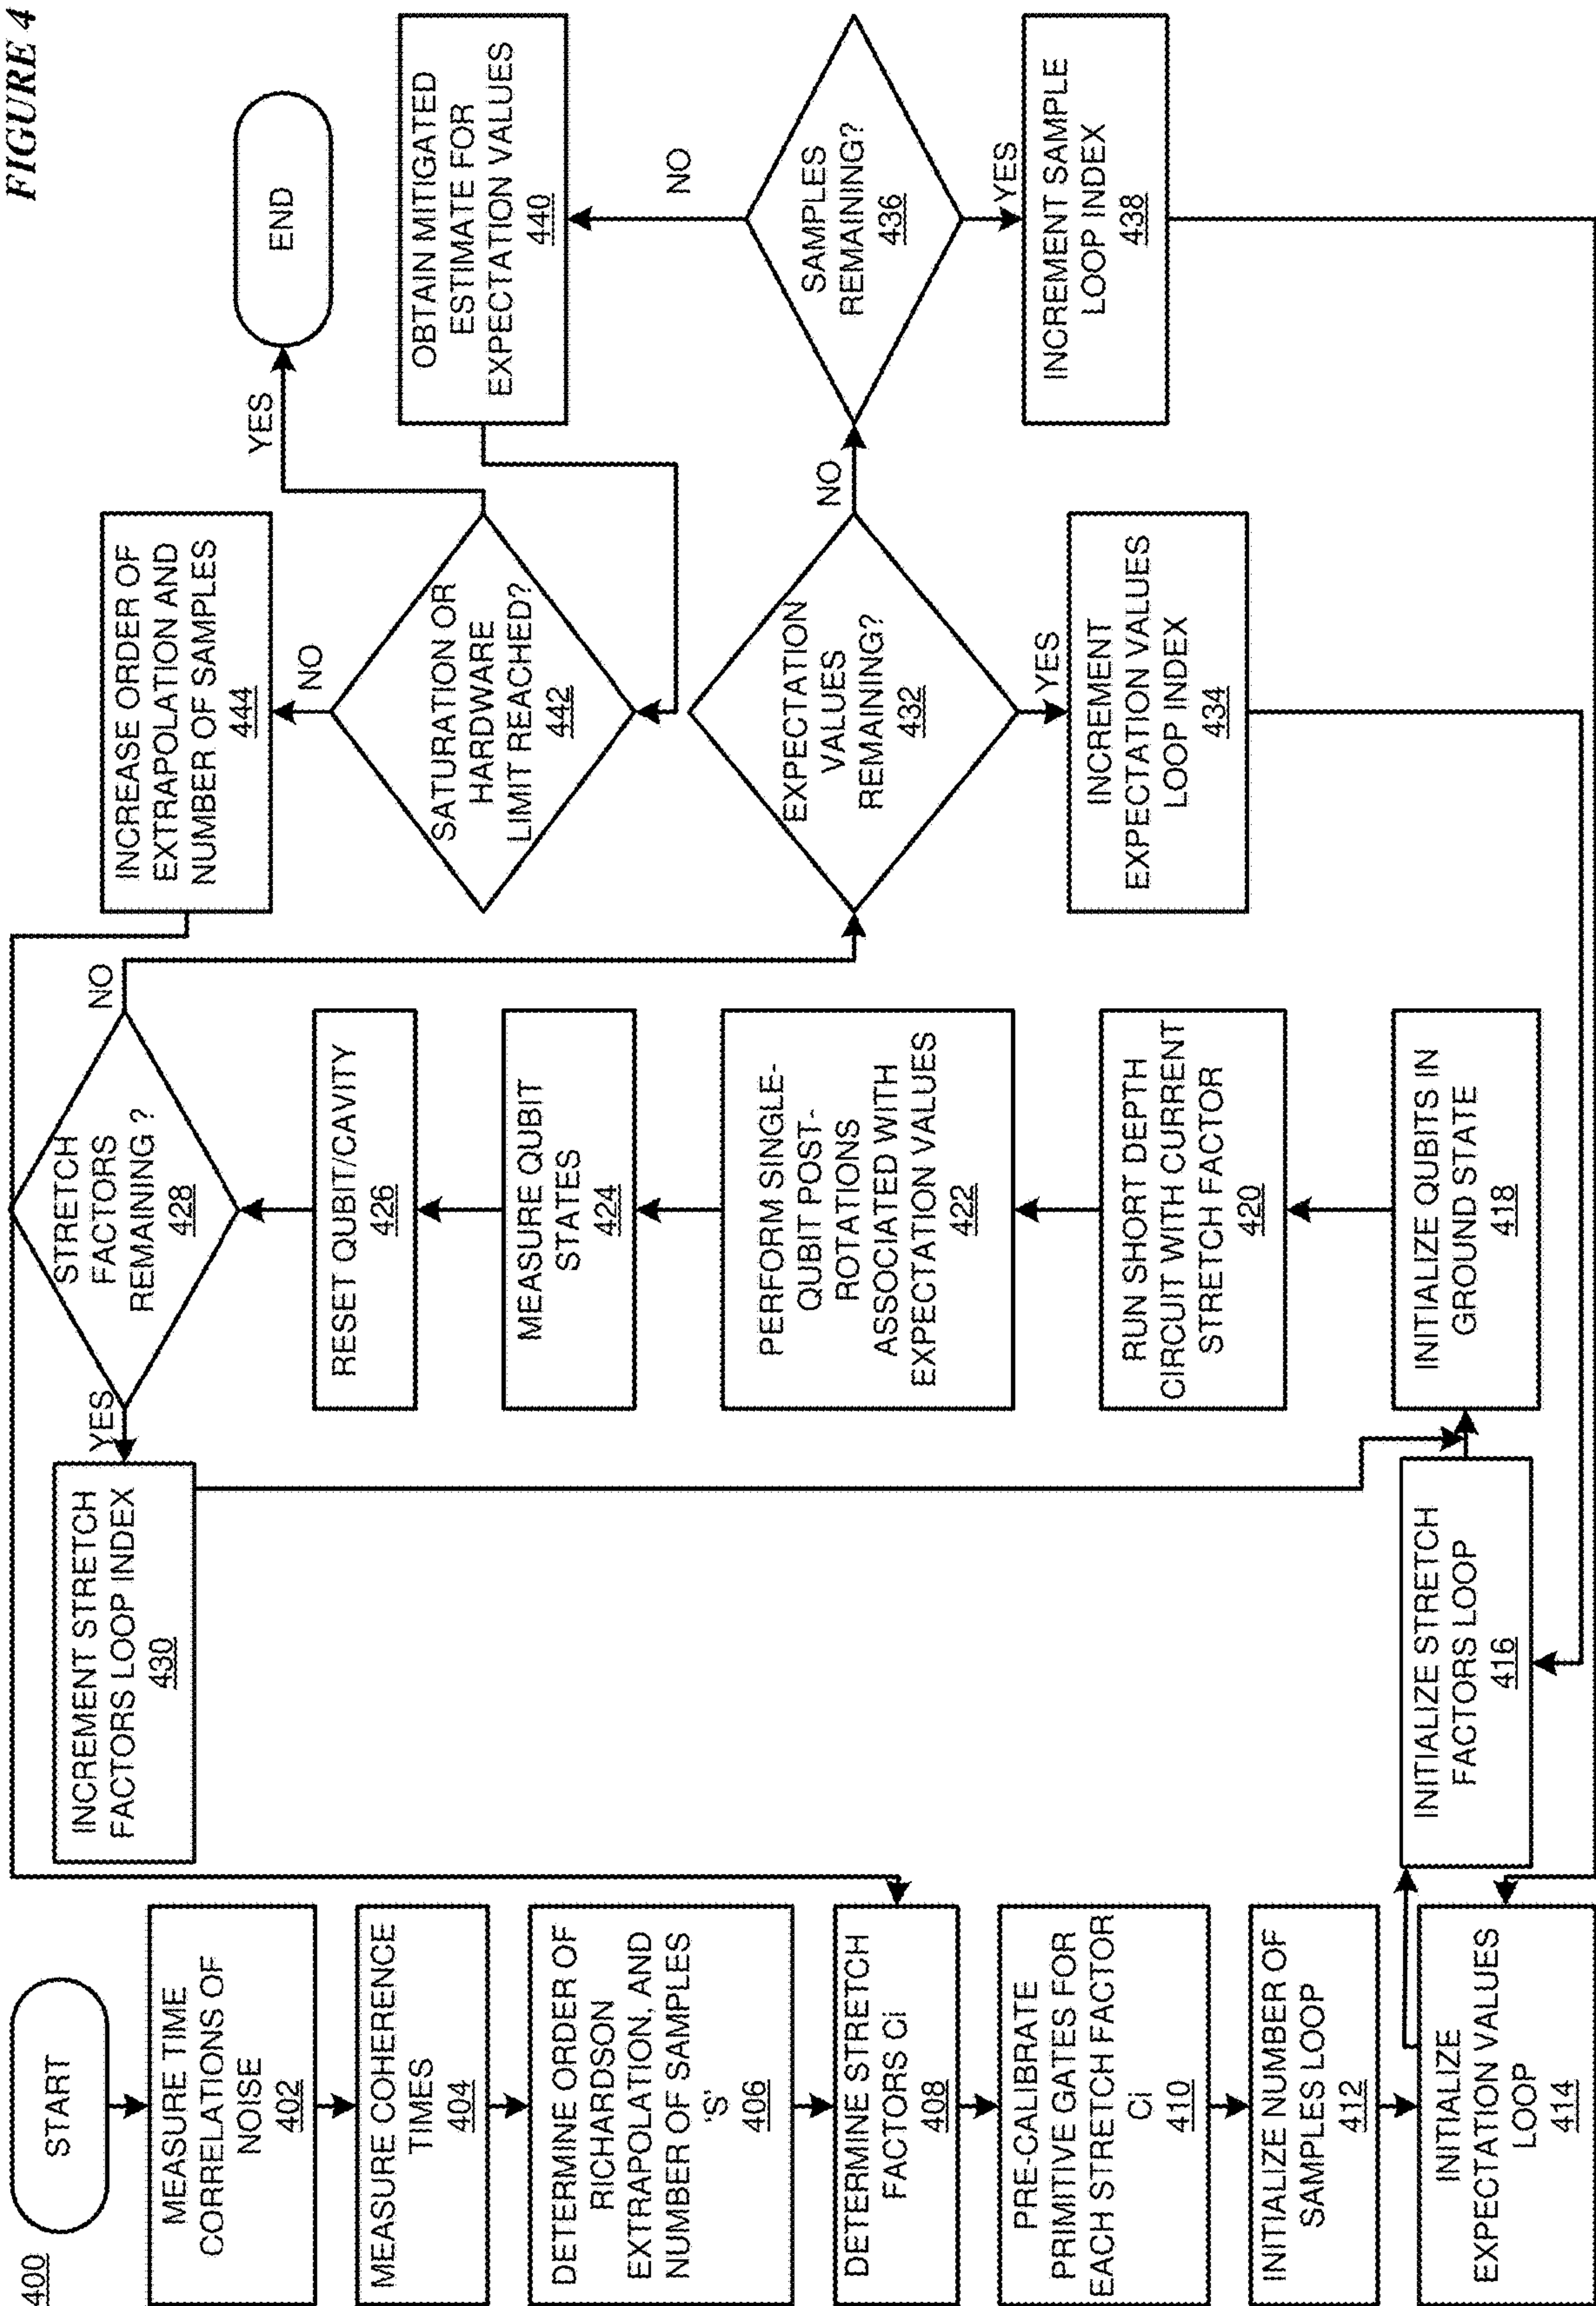 FIGURE 4
400
START
MEASURE TIME
CORRELATIONS OF
NOISE
402
MEASURE COHERENCE
TIMES
404
DETERMINE ORDER OF
RICHARDSON
EXTRAPOLATION, AND
NUMBER OF SAMPLES
'S'
406
DETERMINE STRETCH
FACTORS Ci
408
PRE-CALIBRATE
PRIMITIVE GATES FOR
EACH STRETCH FACTOR
Ci
410
INITIALIZE NUMBER OF
SAMPLES LOOP
412
INITIALIZE
EXPECTATION VALUES
LOOP
414
INITIALIZE STRETCH
FACTORS LOOP
416
INITIALIZE QUBITS IN
GROUND STATE
418
RUN SHORT DEPTH
CIRCUIT WITH CURRENT
STRETCH FACTOR
420
PERFORM SINGLE-
QUBIT POST-
ROTATIONS
ASSOCIATED WITH
EXPECTATION VALUES
422
MEASURE QUBIT
STATES
424
RESET QUBIT/CAVITY
426
STRETCH
FACTORS
REMAINING ?
428
YES
NO
INCREMENT STRETCH
FACTORS LOOP INDEX
430
EXPECTATION
VALUES
REMAINING?
432
YES
NO
INCREMENT
EXPECTATION VALUES
LOOP INDEX
434
SAMPLES
REMAINING?
436
YES
NO
INCREMENT SAMPLE
LOOP INDEX
438
OBTAIN MITIGATED
ESTIMATE FOR
EXPECTATION VALUES
440
SATURATION OR
HARDWARE
LIMIT REACHED?
442
NO
YES
INCREASE ORDER OF
EXTRAPOLATION AND
NUMBER OF SAMPLES
444
END